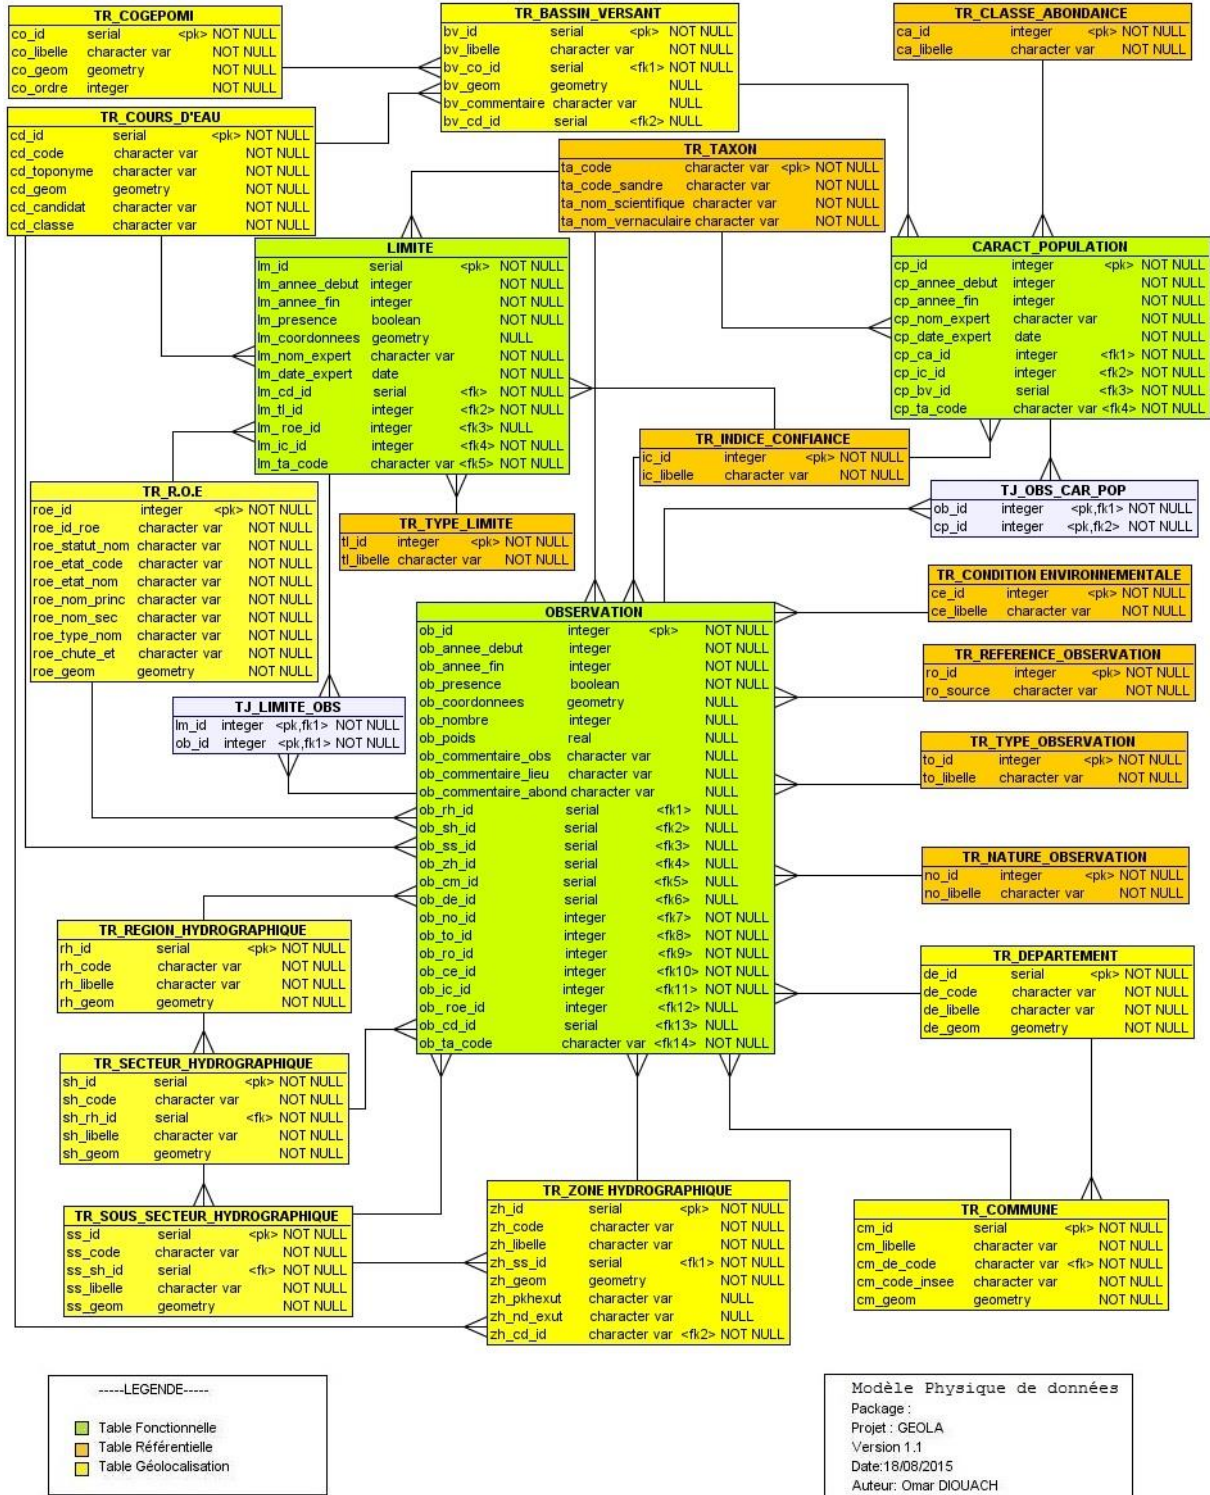 TR_COGEPOMI
co_id serial <pk> NOT NULL
co_libelle character var NOT NULL
co_geom geometry NOT NULL
co_ordre integer NOT NULL
TR_BASSIN_VERSANT
bv_id serial <pk> NOT NULL
bv_libelle character var NOT NULL
bv_co_id serial <fk1> NOT NULL
bv_geom geometry NULL
bv_commentaire character var NULL
bv_cd_id serial <fk2> NULL
TR_CLASSE_ABONDANCE
ca_id integer <pk> NOT NULL
ca_libelle character var NOT NULL
TR_COURS_D'EAU
cd_id serial <pk> NOT NULL
cd_code character var NOT NULL
cd_toponyme character var NOT NULL
cd_geom geometry NOT NULL
cd_candidat character var NOT NULL
cd_classe character var NOT NULL
TR_TAXON
ta_code character var <pk> NOT NULL
ta_code_sandre character var NOT NULL
ta_nom_scientifique character var NOT NULL
ta_nom_vernaculaire character var NOT NULL
LIMITE
lm_id serial <pk> NOT NULL
lm_annee_debut integer NOT NULL
lm_annee_fin integer NOT NULL
lm_presence boolean NOT NULL
lm_coordonnees geometry NULL
lm_nom_expert character var NOT NULL
lm_date_expert date NOT NULL
lm_cd_id serial <fk> NOT NULL
lm_tl_id integer <fk2> NOT NULL
lm_ roe_id integer <fk3> NULL
lm_ic_id integer <fk4> NOT NULL
lm_ta_code character var <fk5> NOT NULL
CARACT_POPULATION
cp_id integer <pk> NOT NULL
cp_annee_debut integer NOT NULL
cp_annee_fin integer NOT NULL
cp_nom_expert character var NOT NULL
cp_date_expert date NOT NULL
cp_ca_id integer <fk1> NOT NULL
cp_ic_id integer <fk2> NOT NULL
cp_bv_id serial <fk3> NOT NULL
cp_ta_code character var <fk4> NOT NULL
TR_INDICE_CONFIANCE
ic_id integer <pk> NOT NULL
ic_libelle character var NOT NULL
TR_R.O.E
roe_id integer <pk> NOT NULL
roe_id_roe character var NOT NULL
roe_statut_nom character var NOT NULL
roe_etat_code character var NOT NULL
roe_etat_nom character var NOT NULL
roe_nom_princ character var NOT NULL
roe_nom_sec character var NOT NULL
roe_type_nom character var NOT NULL
roe_chute_et character var NOT NULL
roe_geom geometry NOT NULL
TR_TYPE_LIMITE
tl_id integer <pk> NOT NULL
tl_libelle character var NOT NULL
TJ_OBS_CAR_POP
ob_id integer <pk,fk1> NOT NULL
cp_id integer <pk,fk2> NOT NULL
TR_CONDITION ENVIRONNEMENTALE
ce_id integer <pk> NOT NULL
ce_libelle character var NOT NULL
OBSERVATION
ob_id integer <pk> NOT NULL
ob_annee_debut integer NOT NULL
ob_annee_fin integer NOT NULL
ob_presence boolean NOT NULL
ob_coordonnees geometry NULL
ob_nombre integer NULL
ob_poids real NULL
ob_commentaire_obs character var NULL
ob_commentaire_lieu character var NULL
ob_commentaire_abond character var NULL
ob_rh_id serial <fk1> NULL
ob_sh_id serial <fk2> NULL
ob_ss_id serial <fk3> NULL
ob_zh_id serial <fk4> NULL
ob_cm_id serial <fk5> NULL
ob_de_id serial <fk6> NULL
ob_no_id integer <fk7> NOT NULL
ob_to_id integer <fk8> NOT NULL
ob_ro_id integer <fk9> NOT NULL
ob_ce_id integer <fk10> NOT NULL
ob_ic_id integer <fk11> NOT NULL
ob_ roe_id integer <fk12> NULL
ob_cd_id serial <fk13> NULL
ob_ta_code character var <fk14> NOT NULL
TR_REFERENCE_OBSERVATION
ro_id integer <pk> NOT NULL
ro_source character var NOT NULL
TJ_LIMITE_OBS
lm_id integer <pk,fk1> NOT NULL
ob_id integer <pk,fk1> NOT NULL
TR_TYPE_OBSERVATION
to_id integer <pk> NOT NULL
to_libelle character var NOT NULL
TR_NATURE_OBSERVATION
no_id integer <pk> NOT NULL
no_libelle character var NOT NULL
TR_REGION_HYDROGRAPHIQUE
rh_id serial <pk> NOT NULL
rh_code character var NOT NULL
rh_libelle character var NOT NULL
rh_geom geometry NOT NULL
TR_DEPARTEMENT
de_id serial <pk> NOT NULL
de_code character var NOT NULL
de_libelle character var NOT NULL
de_geom geometry NOT NULL
TR_SECTEUR_HYDROGRAPHIQUE
sh_id serial <pk> NOT NULL
sh_code character var NOT NULL
sh_rh_id serial <fk> NOT NULL
sh_libelle character var NOT NULL
sh_geom geometry NOT NULL
TR_SOUS_SECTEUR_HYDROGRAPHIQUE
ss_id serial <pk> NOT NULL
ss_code character var NOT NULL
ss_sh_id serial <fk> NOT NULL
ss_libelle character var NOT NULL
ss_geom geometry NOT NULL
TR_ZONE HYDROGRAPHIQUE
zh_id serial <pk> NOT NULL
zh_code character var NOT NULL
zh_libelle character var NOT NULL
zh_ss_id serial <fk1> NOT NULL
zh_geom geometry NOT NULL
zh_pkhexut character var NULL
zh_nd_exut character var NULL
zh_cd_id character var <fk2> NOT NULL
TR_COMMUNE
cm_id serial <pk> NOT NULL
cm_libelle character var NOT NULL
cm_de_code character var <fk> NOT NULL
cm_code_insee character var NOT NULL
cm_geom geometry NOT NULL
-----LEGENDE-----
Table Fonctionnelle
Table Référentielle
Table Géolocalisation
Modèle Physique de données
Package :
Projet : GEOLA
Version 1.1
Date:18/08/2015
Auteur: Omar DIOUACH